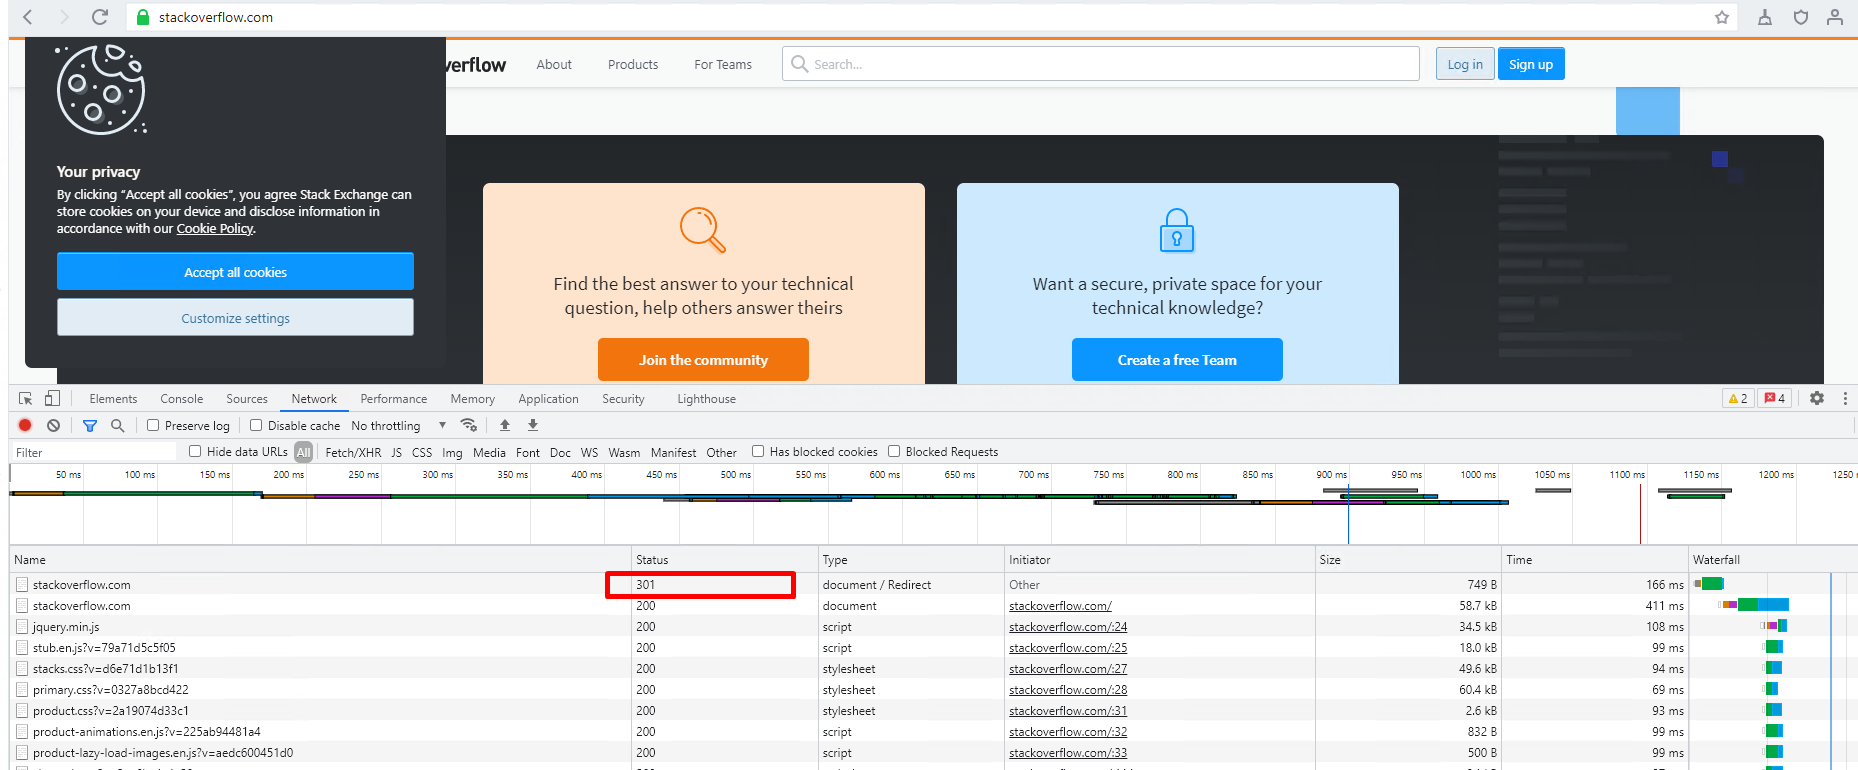 stackoverflow.com
verflow About Products For Teams Search... Log in Sign up
Your privacy
By clicking “Accept all cookies”, you agree Stack Exchange can
store cookies on your device and disclose information in
accordance with our Cookie Policy.
Accept all cookies
Customize settings
Find the best answer to your technical
question, help others answer theirs
Join the community
Want a secure, private space for your
technical knowledge?
Create a free Team
Elements Console Sources Network Performance Memory Application Security Lighthouse 2 4
Preserve log Disable cache No throttling
Filter Hide data URLs All Fetch/XHR JS CSS Img Media Font Doc WS Wasm Manifest Other Has blocked cookies Blocked Requests
50 ms 100 ms 150 ms 200 ms 250 ms 300 ms 350 ms 400 ms 450 ms 500 ms 550 ms 600 ms 650 ms 700 ms 750 ms 800 ms 850 ms 900 ms 950 ms 1000 ms 1050 ms 1100 ms 1150 ms 1200 ms 1250
Name Status Type Initiator Size Time Waterfall
stackoverflow.com 301 document / Redirect Other 749 B 166 ms
stackoverflow.com 200 document stackoverflow.com/ 58.7 kB 411 ms
jquery.min.js 200 script stackoverflow.com/:24 34.5 kB 108 ms
stub.en.js?v=79a71d5c5f05 200 script stackoverflow.com/:25 18.0 kB 99 ms
stacks.css?v=d6e71d1b13f1 200 stylesheet stackoverflow.com/:27 49.6 kB 94 ms
primary.css?v=0327a8bcd422 200 stylesheet stackoverflow.com/:28 60.4 kB 69 ms
product.css?v=2a19074d33c1 200 stylesheet stackoverflow.com/:31 2.6 kB 93 ms
product-animations.en.js?v=225ab94481a4 200 script stackoverflow.com/:32 832 B 99 ms
product-lazy-load-images.en.js?v=aedc600451d0 200 script stackoverflow.com/:33 500 B 99 ms